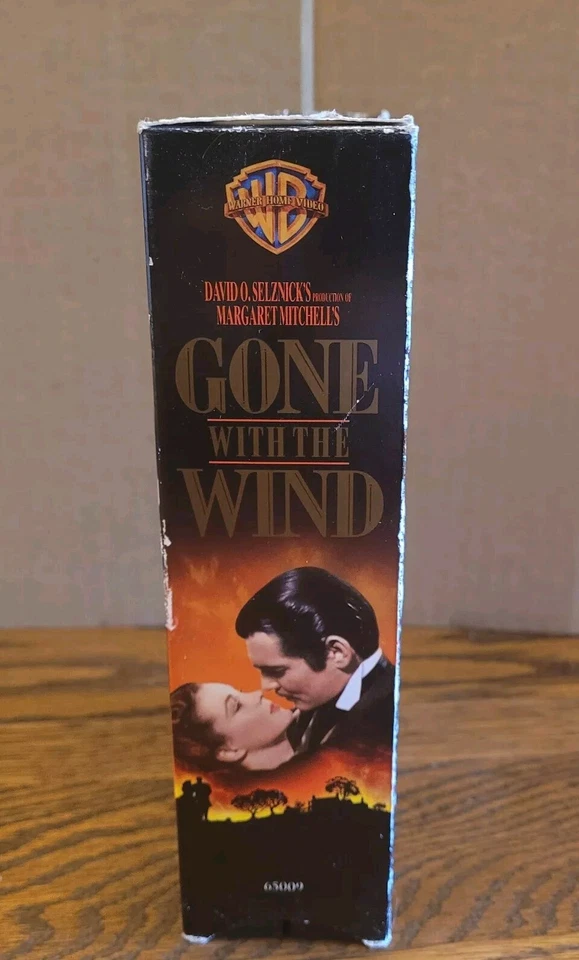 WB
WARNER HOME VIDEO
DAVID O. SELZNICK'S PRODUCTION OF
MARGARET MITCHELL'S
GONE
WITH THE
WIND
65009